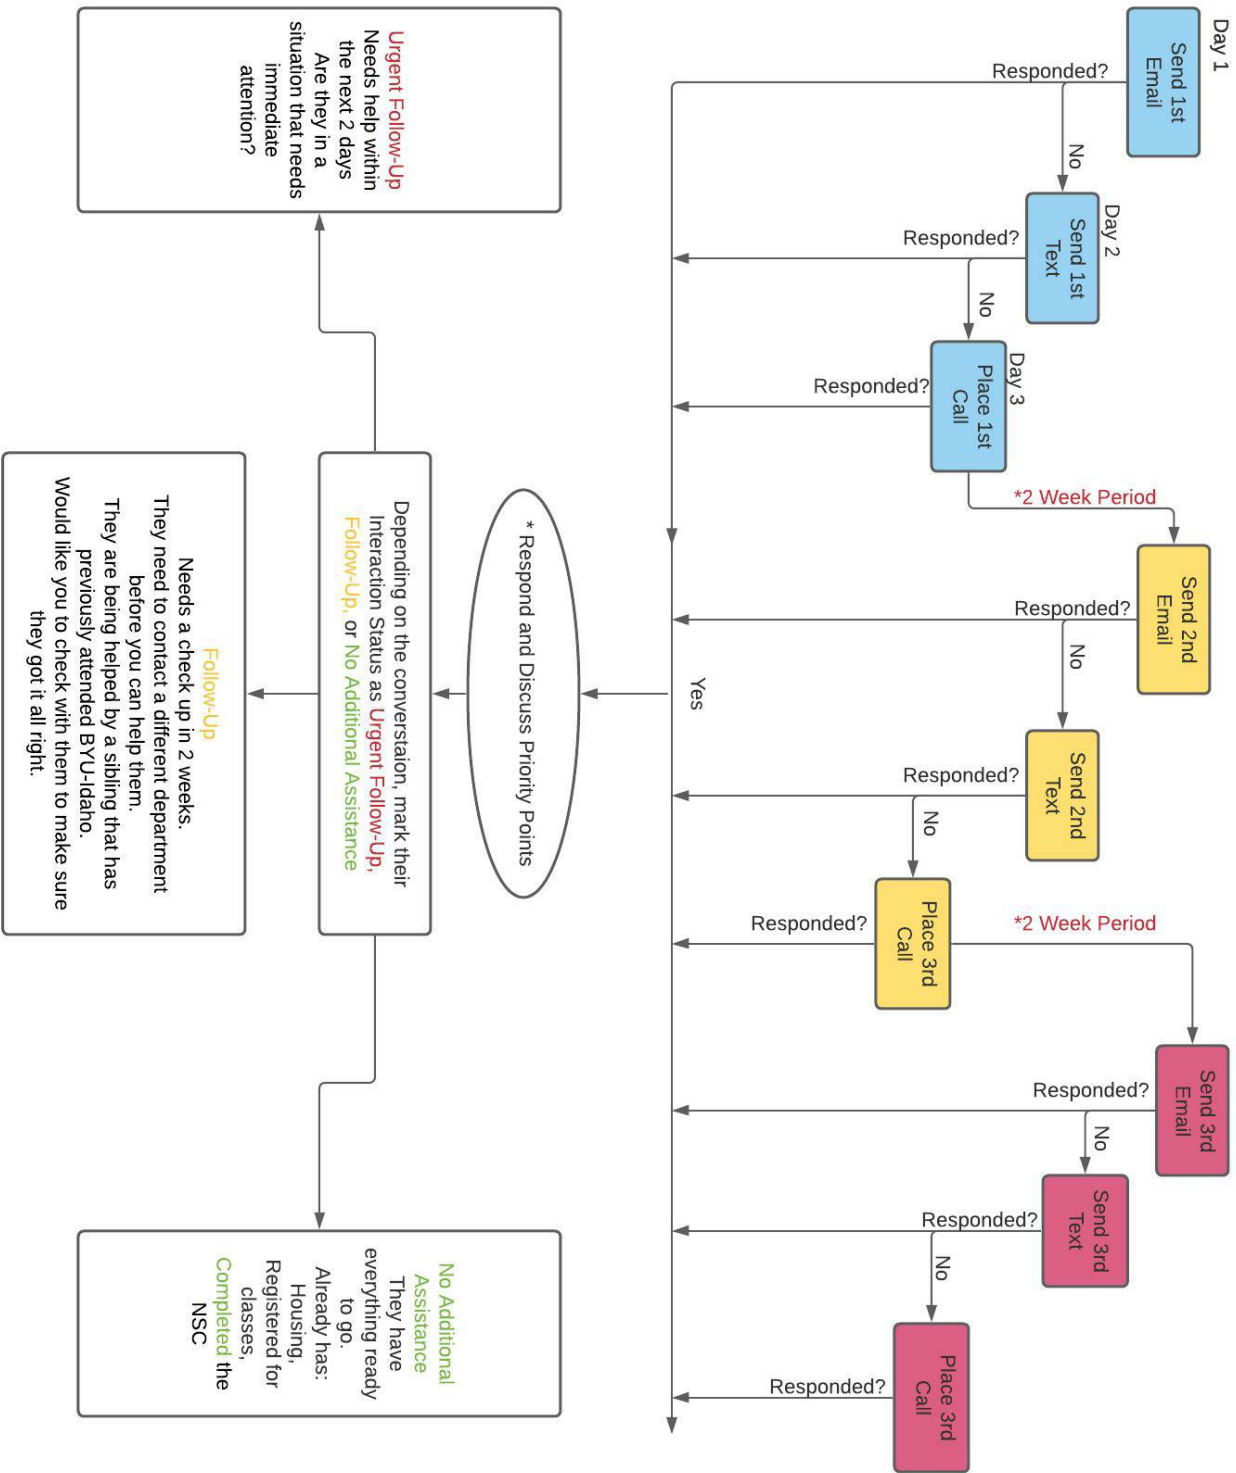 Day 1
Send 1st
Email
Responded?
No
Day 2
Send 1st
Text
Responded?
No
Day 3
Place 1st
Call
Responded?
*2 Week Period
Send 2nd
Email
Responded?
No
Send 2nd
Text
Responded?
No
Place 3rd
Call
Responded?
*2 Week Period
Send 3rd
Email
Responded?
No
Send 3rd
Text
Responded?
No
Place 3rd
Call
Responded?
Yes
* Respond and Discuss Priority Points
Depending on the converstaion, mark their
Interaction Status as Urgent Follow-Up,
Follow-Up, or No Additional Assistance
Urgent Follow-Up
Needs help within
the next 2 days
Are they in a
situation that needs
immediate
attention?
Follow-Up
Needs a check up in 2 weeks.
They need to contact a different department
before you can help them.
They are being helped by a sibling that has
previously attended BYU-Idaho.
Would like you to check with them to make sure
they got it all right.
No Additional
Assistance
They have
everything ready
to go.
Already has:
Housing,
Registered for
classes,
Completed the
NSC